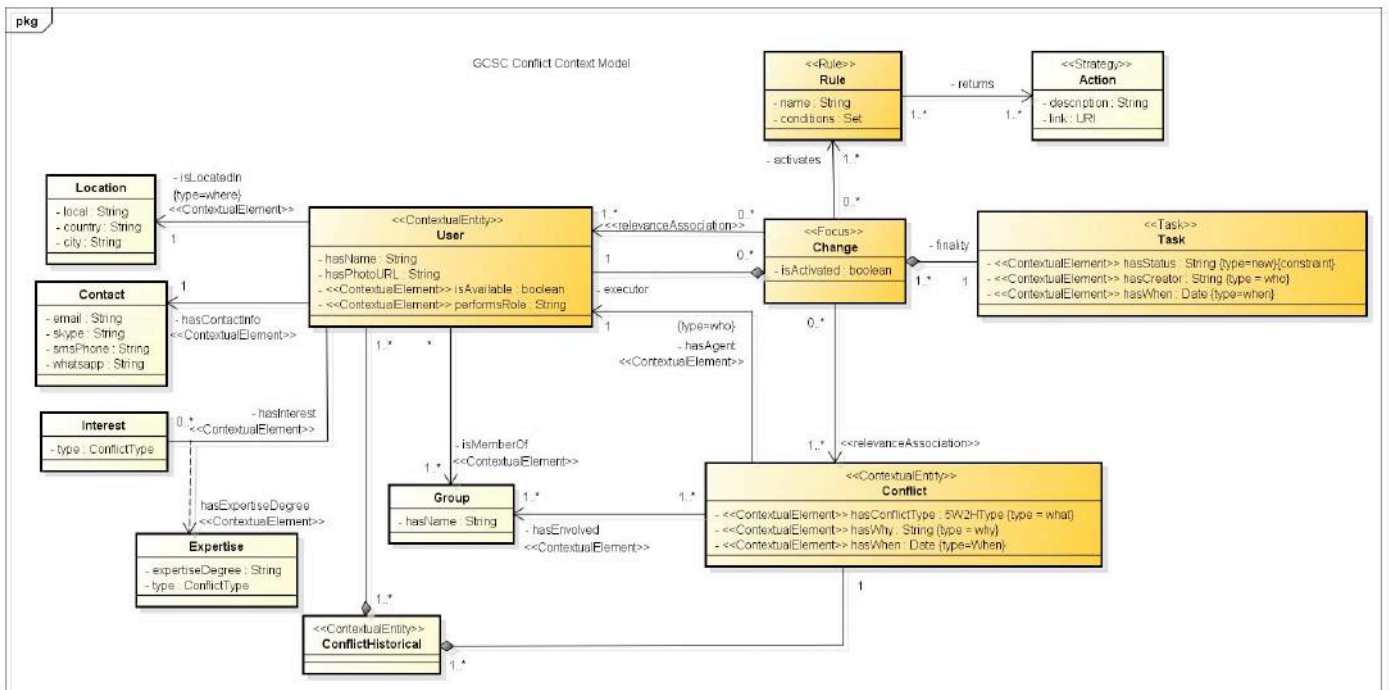 pkg
GCSC Conflict Context Model
<<Rule>>
Rule
- name : String
- conditions : Set
- returns
1..*
1..*
<<Strategy>>
Action
- description : String
- link : URI
- activates
1..*
0..*
Location
- local : String
- country : String
- city : String
- isLocatedIn
{type=where}
<<ContextualElement>>
1
<<ContextualEntity>>
User
- hasName : String
- hasPhotoURL : String
- <<ContextualElement>> isAvailable : boolean
- <<ContextualElement>> performsRole : String
1..*
0..*
<<relevanceAssociation>>
1
0..*
- executor
<<Focus>>
Change
- isActivated : boolean
- finality
1..*
1
<<Task>>
Task
- <<ContextualElement>> hasStatus : String {type=new}{constraint}
- <<ContextualElement>> hasCreator : String {type = who}
- <<ContextualElement>> hasWhen : Date {type=when}
Contact
- email : String
- skype : String
- smsPhone : String
- whatsapp : String
1
- hasContactInfo
<<ContextualElement>>
1..*
*
{type=who}
1
- hasAgent
<<ContextualElement>>
0..*
Interest
- type : ConflictType
0..*
- hasInterest
<<ContextualElement>>
- isMemberOf
1..*
<<ContextualElement>>
1..*
<<relevanceAssociation>>
Group
- hasName : String
1..*
1..*
- hasEnvolved
<<ContextualElement>>
<<ContextualEntity>>
Conflict
- <<ContextualElement>> hasConflictType : 5W2HType {type = what}
- <<ContextualElement>> hasWhy : String {type = why}
- <<ContextualElement>> hasWhen : Date {type=When}
hasExpertiseDegree
<<ContextualElement>>
Expertise
- expertiseDegree : String
- type : ConflictType
1..*
1
<<ContextualEntity>>
ConflictHistorical
1..*